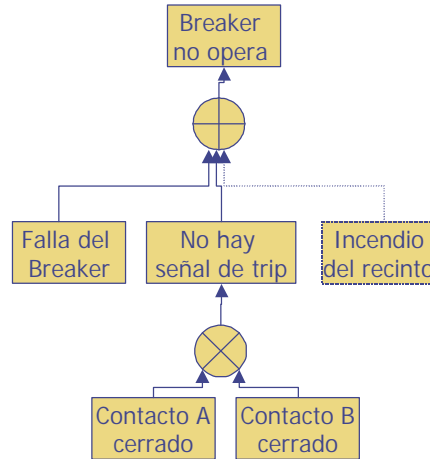 Breaker
no opera
Falla del
Breaker
No hay
señal de trip
Incendio
del recinto
Contacto A
cerrado
Contacto B
cerrado